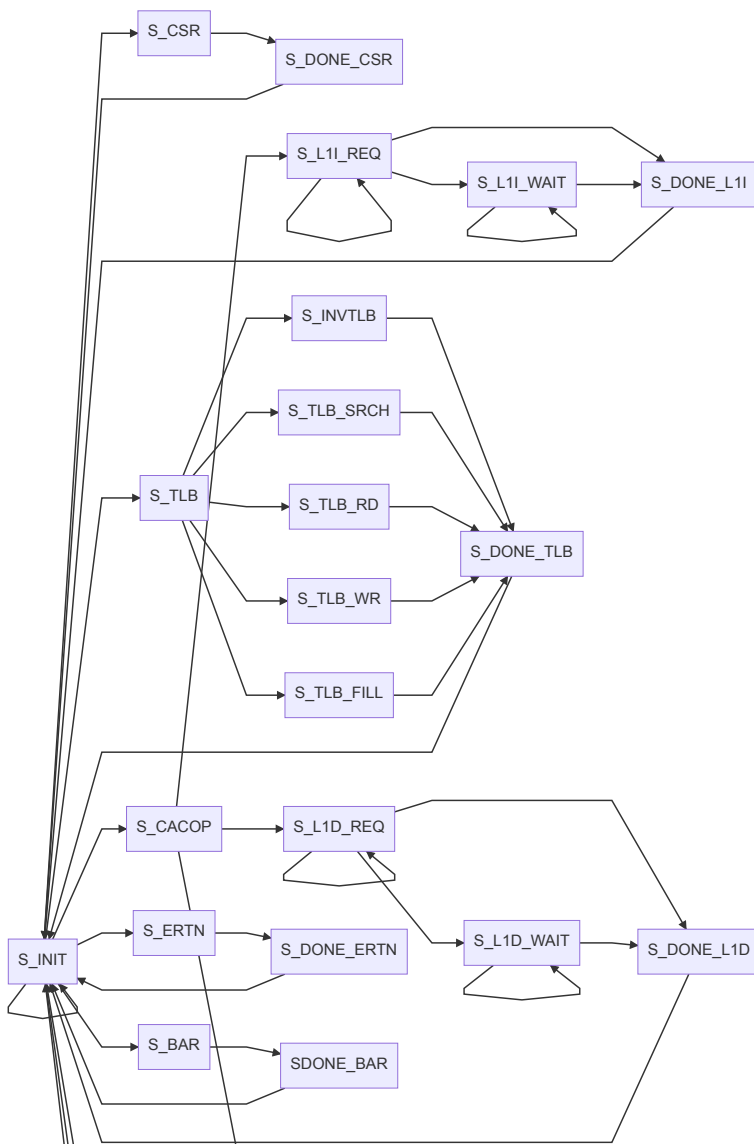 S_CSR
S_DONE_CSR
S_L1I_REQ
S_L1I_WAIT
S_DONE_L1I
S_INVTLB
S_TLB_SRCH
S_TLB
S_TLB_RD
S_DONE_TLB
S_TLB_WR
S_TLB_FILL
S_CACOP
S_L1D_REQ
S_ERTN
S_L1D_WAIT
S_DONE_L1D
S_DONE_ERTN
S_INIT
S_BAR
SDONE_BAR